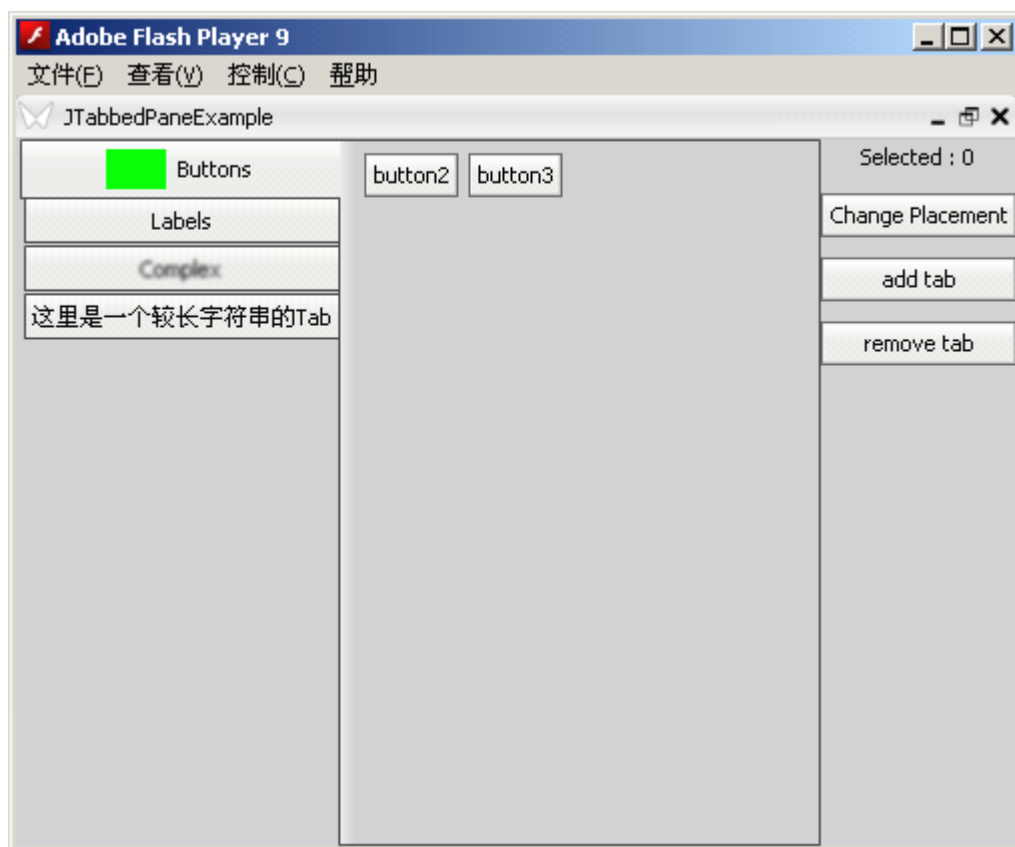 Adobe Flash Player 9
文件(F) 查看(V) 控制(C) 帮助
JTabbedPaneExample
Buttons
Labels
Complex
这里是一个较长字符串的Tab
button2 button3
Selected : 0
Change Placement
add tab
remove tab